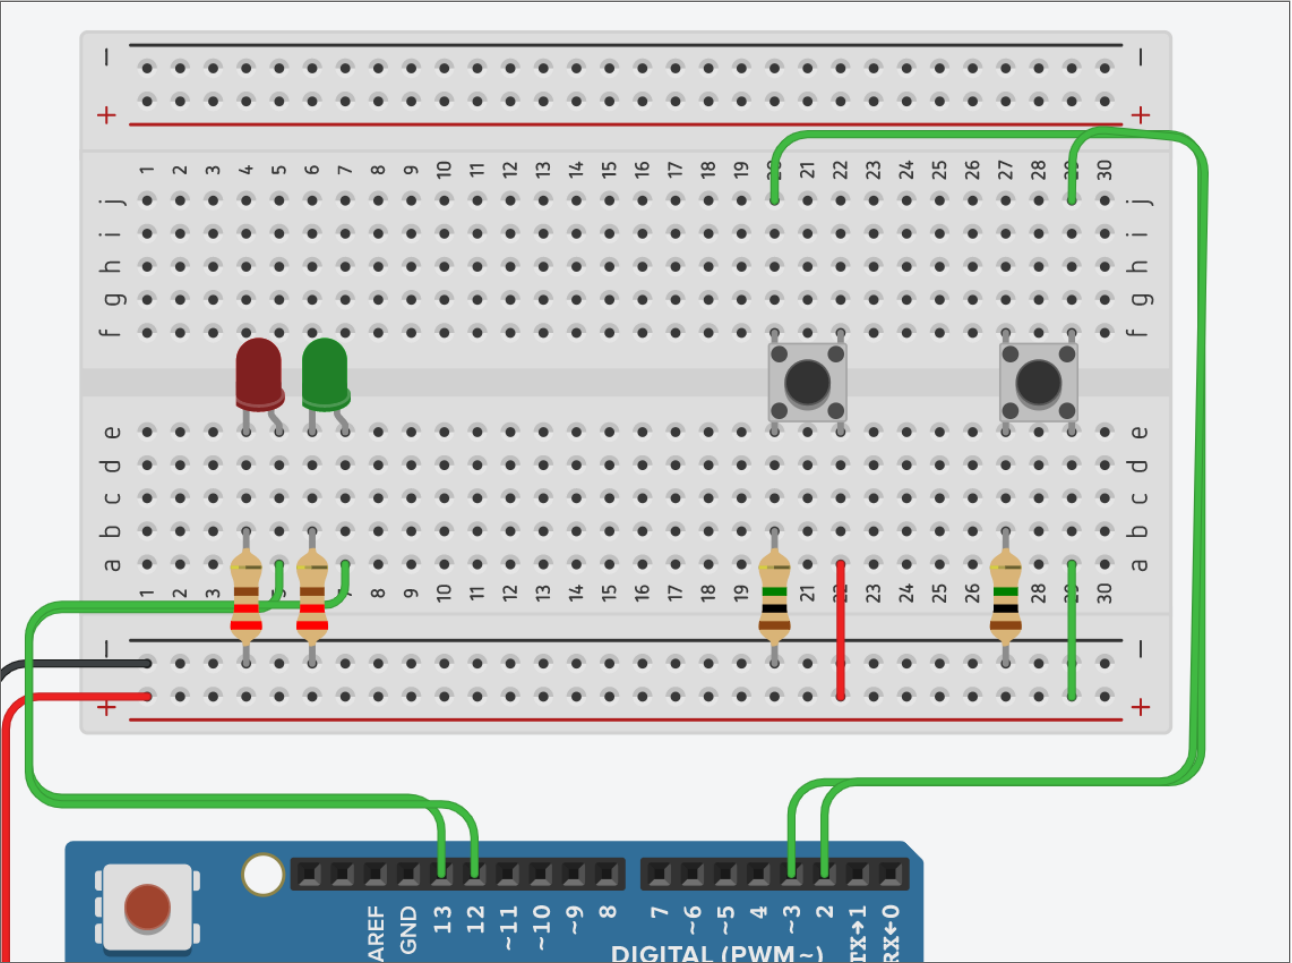 − −
+ +
1 2 3 4 5 6 7 8 9 10 11 12 13 14 15 16 17 18 19 20 21 22 23 24 25 26 27 28 29 30
j j
i i
h h
g g
f f
e e
d d
c c
b b
a a
1 2 3 4 5 7 8 9 10 11 12 13 14 15 16 17 18 19 21 22 23 24 25 26 28 29 30
− −
+ +
AREF GND 13 12 ~11 ~10 ~9 8 7 ~6 ~5 4 ~3 2 TX→1 RX←0
DIGITAL (PWM~)